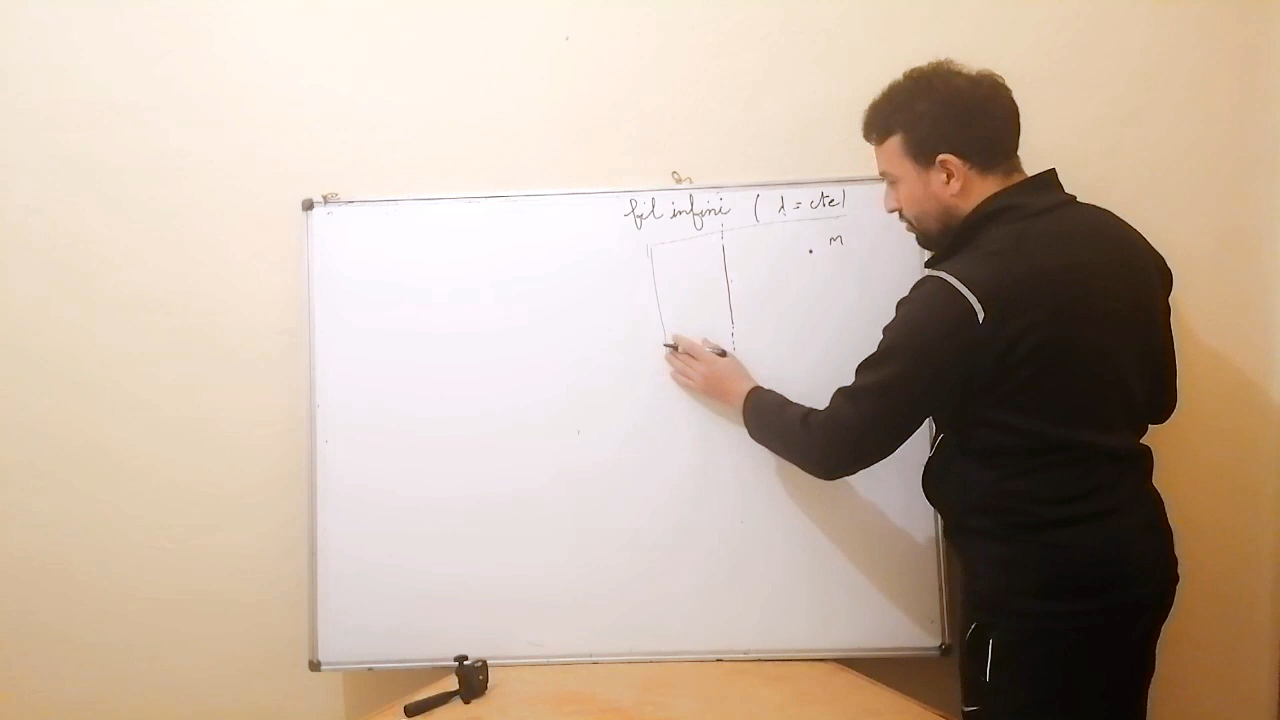 fil infini ( λ = cte)
M